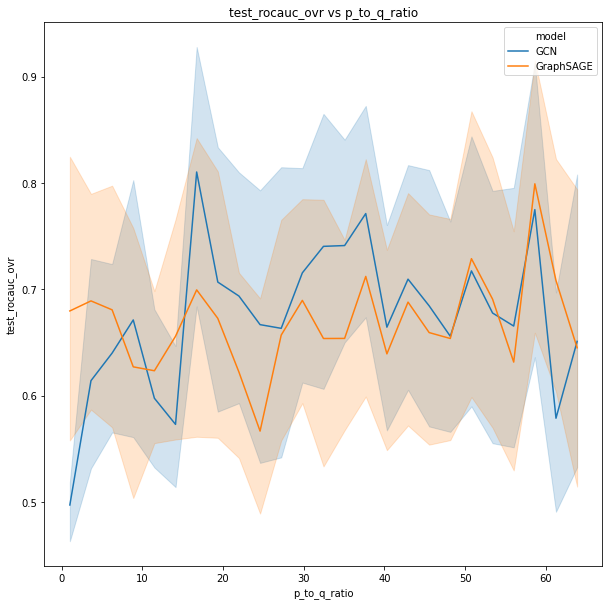 test_rocauc_ovr vs p_to_q_ratio
model
GCN
GraphSAGE
0.9
0.8
0.7
0.6
0.5
test_rocauc_ovr
0 10 20 30 40 50 60
p_to_q_ratio